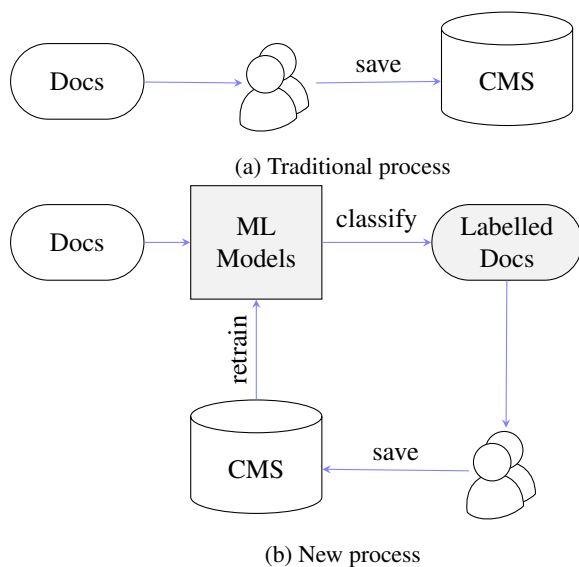 Docs
save
CMS
(a) Traditional process
Docs
ML
Models
classify
Labelled
Docs
retrain
CMS
save
(b) New process